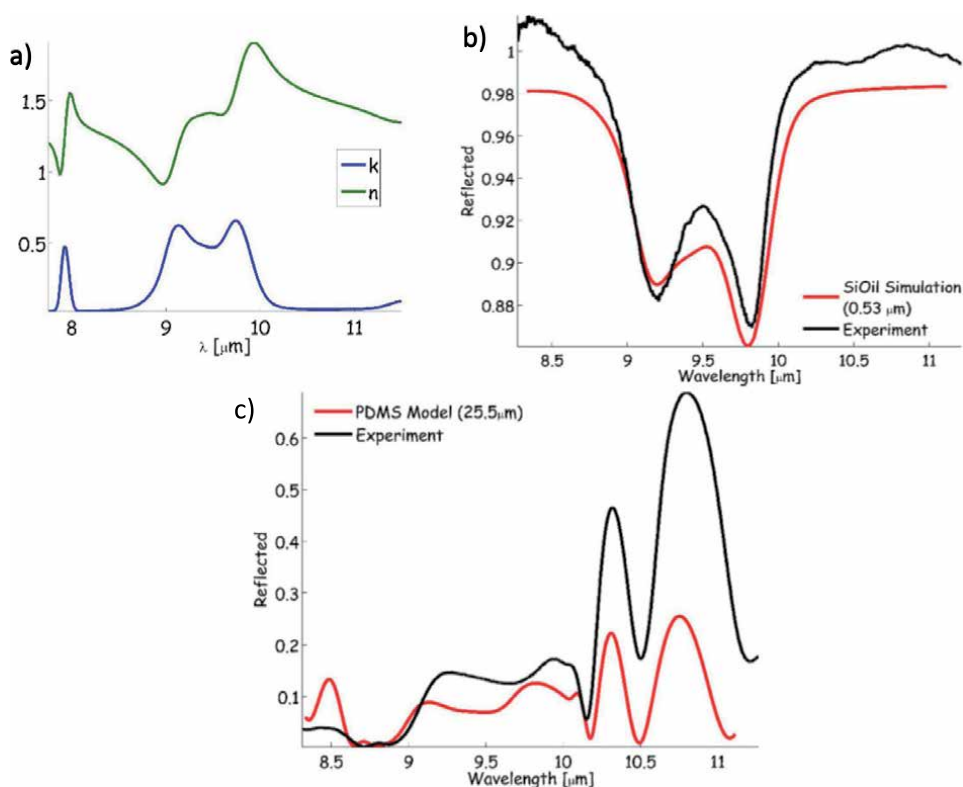 a)
1.5
1
0.5
k
n
8
9
10
11
λ [μm]
b)
1
0.98
0.96
0.94
0.92
0.9
0.88
Reflected
SiOil Simulation
(0.53 μm)
Experiment
8.5
9
9.5
10
10.5
11
Wavelength [μm]
c)
PDMS Model (25.5μm)
Experiment
0.6
0.5
0.4
0.3
0.2
0.1
Reflected
8.5
9
9.5
10
10.5
11
Wavelength [μm]